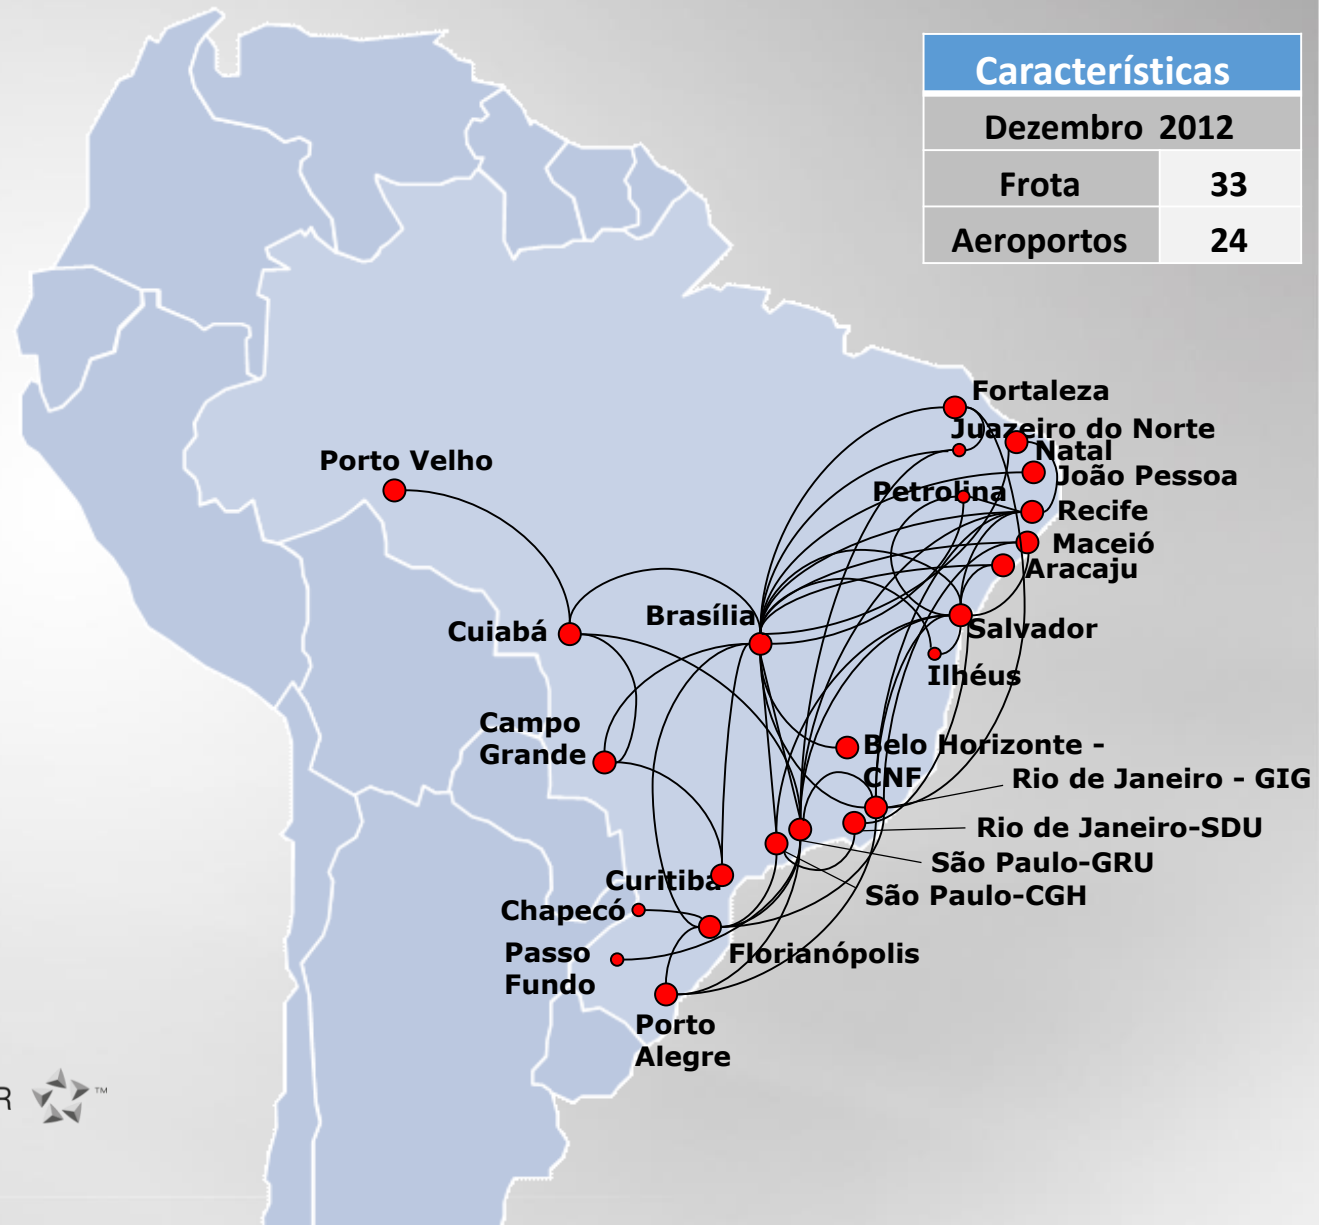 Características
Dezembro 2012
Frota 33
Aeroportos 24
Fortaleza
Juazeiro do Norte
Natal
João Pessoa
Petrolina
Recife
Maceió
Aracaju
Porto Velho
Brasília
Cuiabá
Salvador
Ilhéus
Campo
Grande
Belo Horizonte -
CNF
Rio de Janeiro - GIG
Rio de Janeiro-SDU
São Paulo-GRU
São Paulo-CGH
Curitiba
Chapecó
Florianópolis
Passo
Fundo
Porto
Alegre
R ™